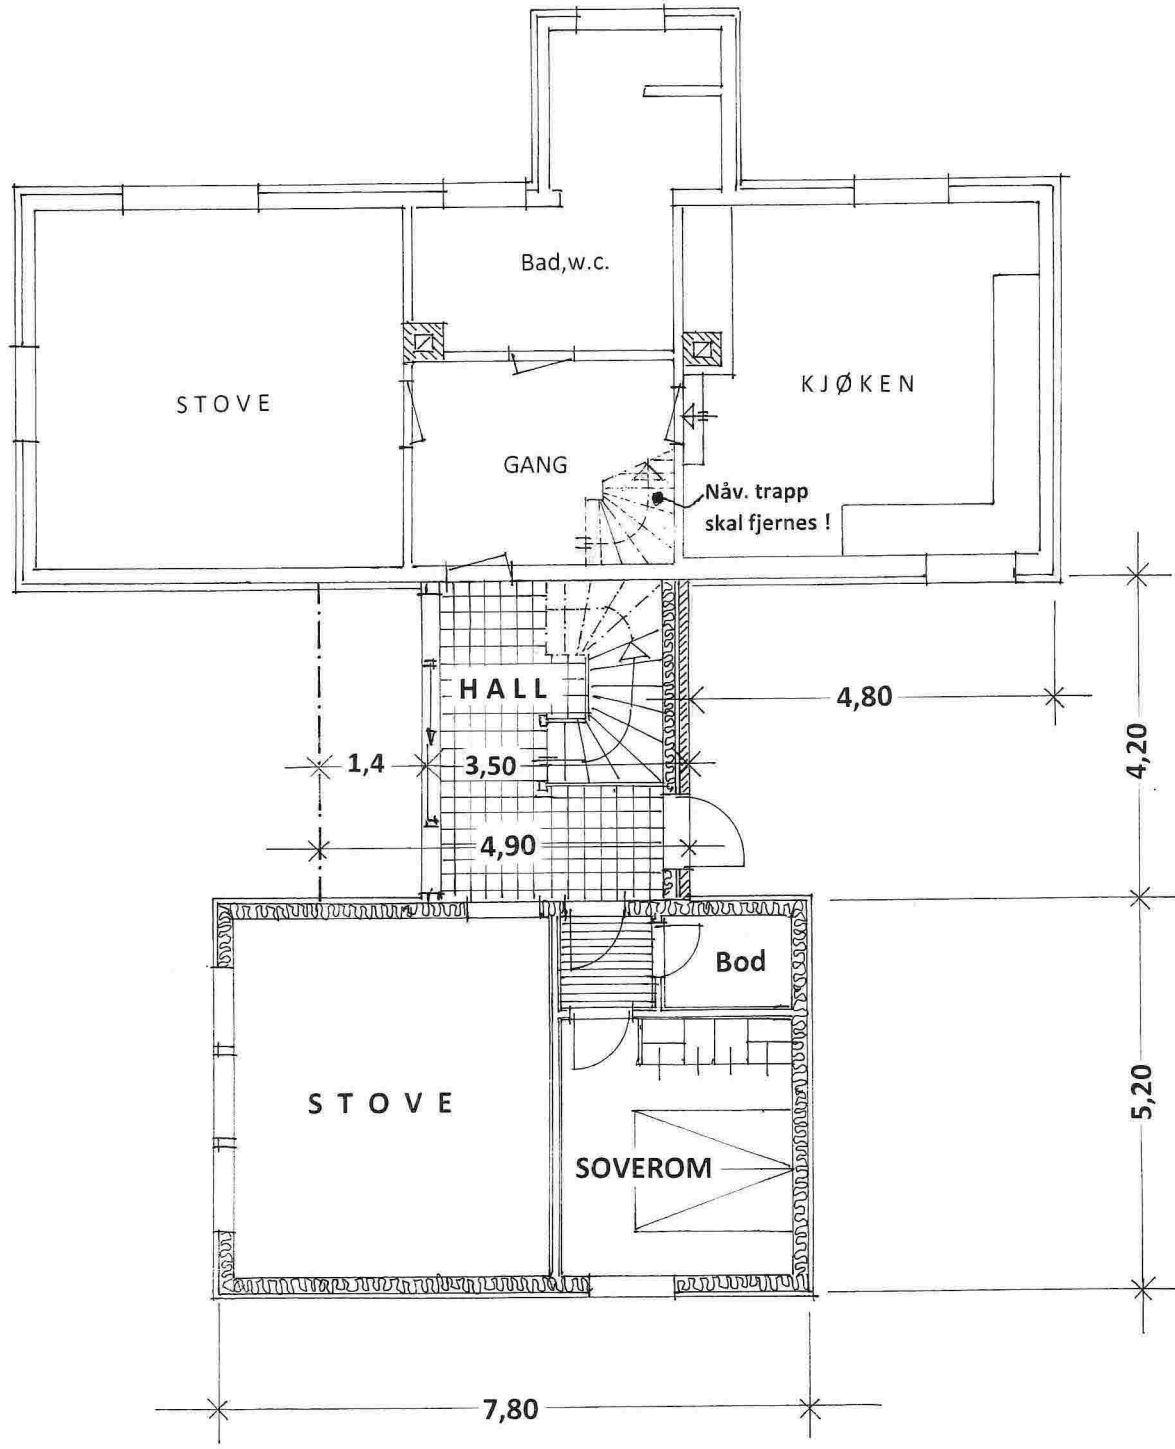 Bad,w.c.
STOVE
KJØKEN
GANG
Nåv. trapp
skal fjernes !
HALL
4,80
4,20
1,4
3,50
4,90
Bod
STOVE
5,20
SOVEROM
7,80